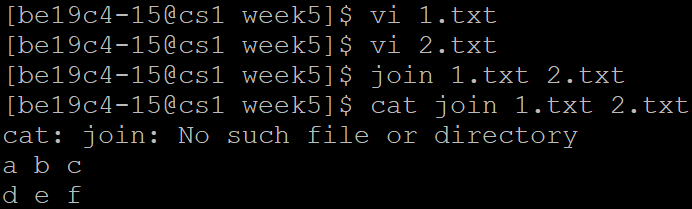 [be19c4-15@cs1 week5]$ vi 1.txt
[be19c4-15@cs1 week5]$ vi 2.txt
[be19c4-15@cs1 week5]$ join 1.txt 2.txt
[be19c4-15@cs1 week5]$ cat join 1.txt 2.txt
cat: join: No such file or directory
a b c
d e f